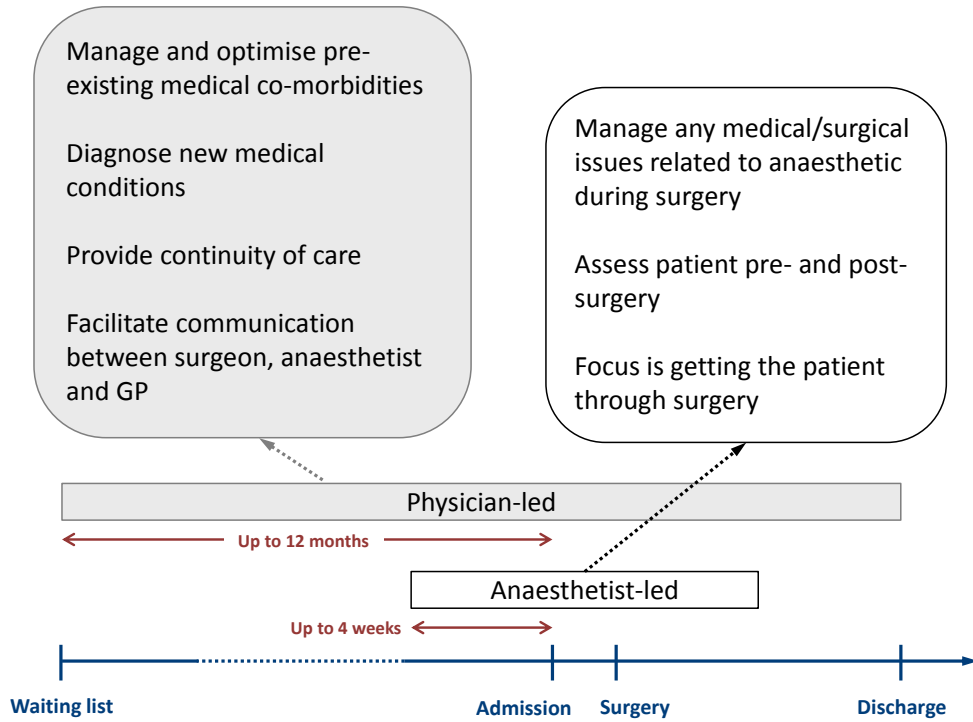 Manage and optimise pre-
existing medical co-morbidities
Diagnose new medical
conditions
Provide continuity of care
Facilitate communication
between surgeon, anaesthetist
and GP
Manage any medical/surgical
issues related to anaesthetic
during surgery
Assess patient pre- and post-
surgery
Focus is getting the patient
through surgery
Physician-led
Up to 12 months
Anaesthetist-led
Up to 4 weeks
Waiting list
Admission
Surgery
Discharge